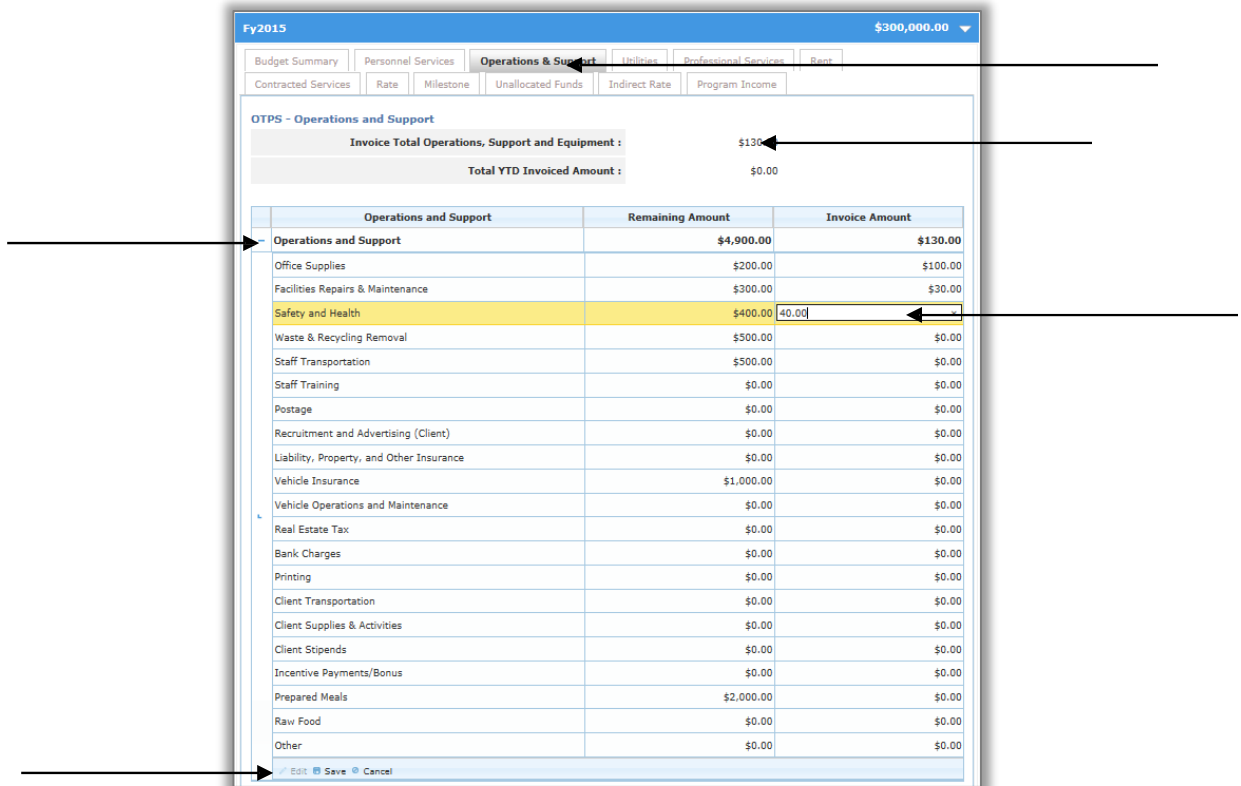 Fy2015 $300,000.00
Budget Summary Personnel Services Operations & Support Utilities Professional Services Rent
Contracted Services Rate Milestone Unallocated Funds Indirect Rate Program Income
OTPS - Operations and Support
Invoice Total Operations, Support and Equipment : $130
Total YTD Invoiced Amount : $0.00
Operations and Support Remaining Amount Invoice Amount
Operations and Support $4,900.00 $130.00
Office Supplies $200.00 $100.00
Facilities Repairs & Maintenance $300.00 $30.00
Safety and Health $400.00 40.00
Waste & Recycling Removal $500.00 $0.00
Staff Transportation $500.00 $0.00
Staff Training $0.00 $0.00
Postage $0.00 $0.00
Recruitment and Advertising (Client) $0.00 $0.00
Liability, Property, and Other Insurance $0.00 $0.00
Vehicle Insurance $1,000.00 $0.00
Vehicle Operations and Maintenance $0.00 $0.00
Real Estate Tax $0.00 $0.00
Bank Charges $0.00 $0.00
Printing $0.00 $0.00
Client Transportation $0.00 $0.00
Client Supplies & Activities $0.00 $0.00
Client Stipends $0.00 $0.00
Incentive Payments/Bonus $0.00 $0.00
Prepared Meals $2,000.00 $0.00
Raw Food $0.00 $0.00
Other $0.00 $0.00
Edit Save Cancel